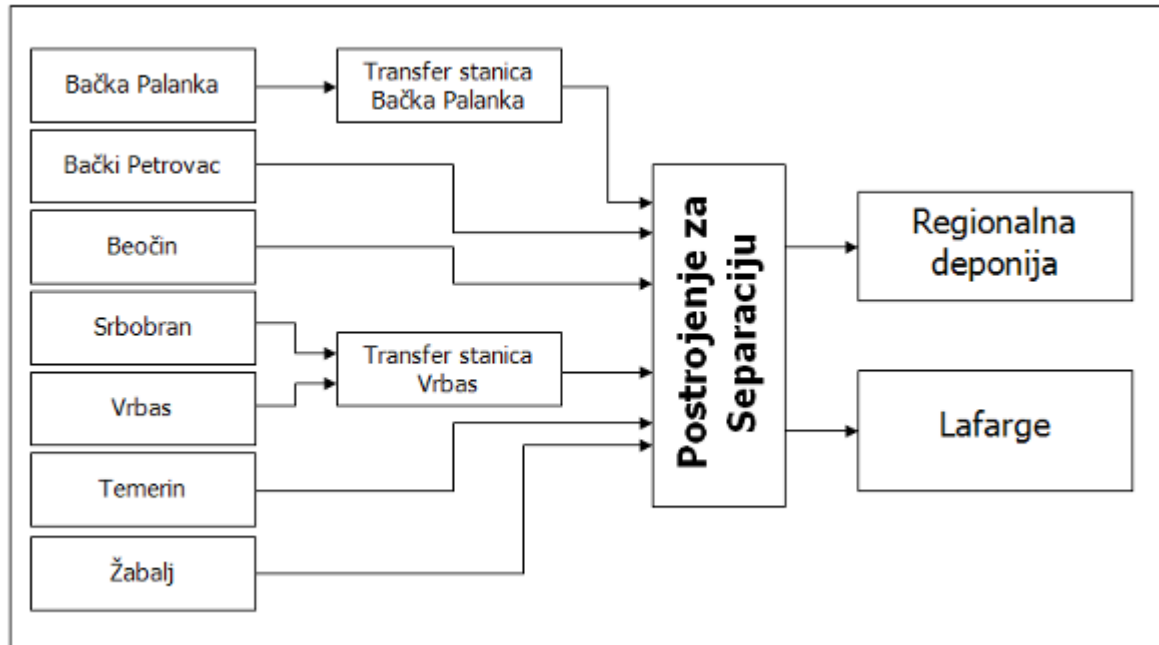 Bačka Palanka
Transfer stanica
Bačka Palanka
Bački Petrovac
Beočin
Srbobran
Transfer stanica
Vrbas
Vrbas
Temerin
Žabalj
Postrojenje za
Separaciju
Regionalna
deponija
Lafarge